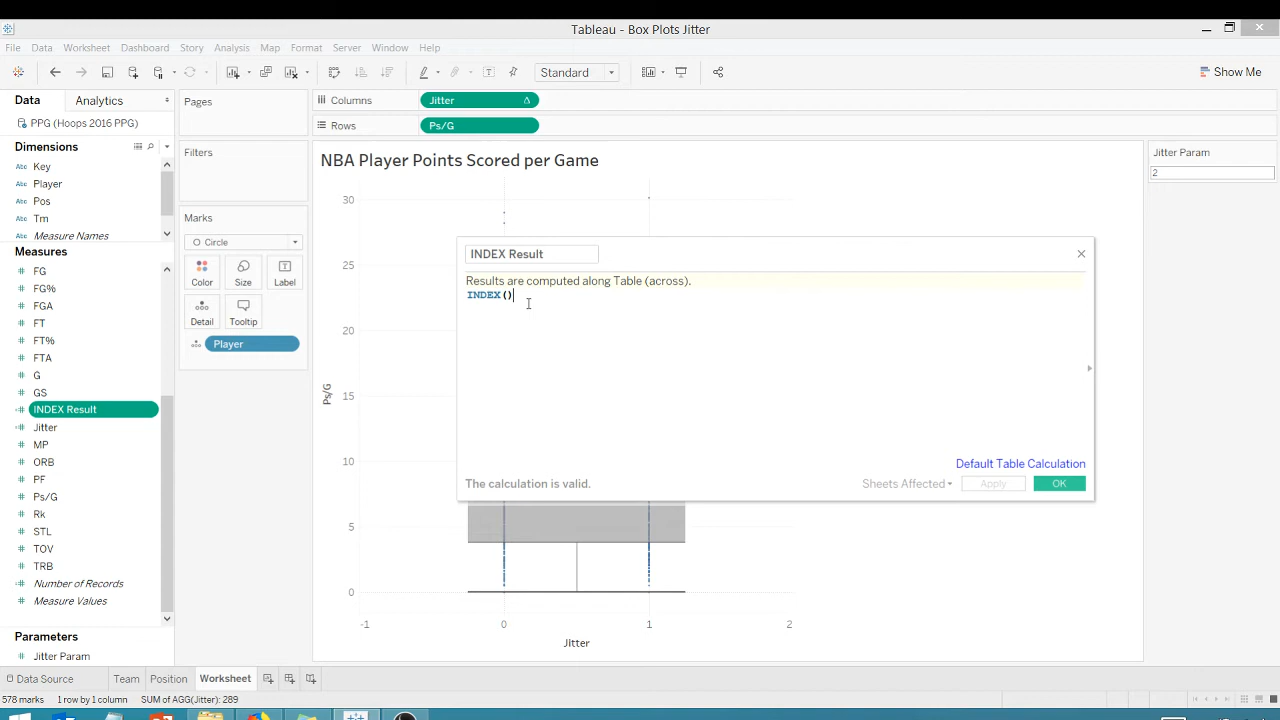 Tableau - Box Plots Jitter
File Data Worksheet Dashboard Story Analysis Map Format Server Window Help
Standard
Show Me
Data Analytics
PPG (Hoops 2016 PPG)
Dimensions
Abc Key
Abc Player
Abc Pos
Abc Tm
Abc Measure Names
Measures
FG
FG%
FGA
FT
FT%
FTA
G
GS
INDEX Result
Jitter
MP
ORB
PF
Ps/G
Rk
STL
TOV
TRB
Number of Records
Measure Values
Parameters
Jitter Param
Pages
Filters
Marks
Circle
Color Size Label
Detail Tooltip
Player
Columns Jitter
Rows Ps/G
NBA Player Points Scored per Game
30
25
20
15
10
5
0
Ps/G
-1 0 1 2
Jitter
INDEX Result
Results are computed along Table (across).
INDEX()
Default Table Calculation
The calculation is valid.
Sheets Affected Apply OK
Jitter Param
2
Data Source Team Position Worksheet
578 marks 1 row by 1 column SUM of AGG(Jitter): 289